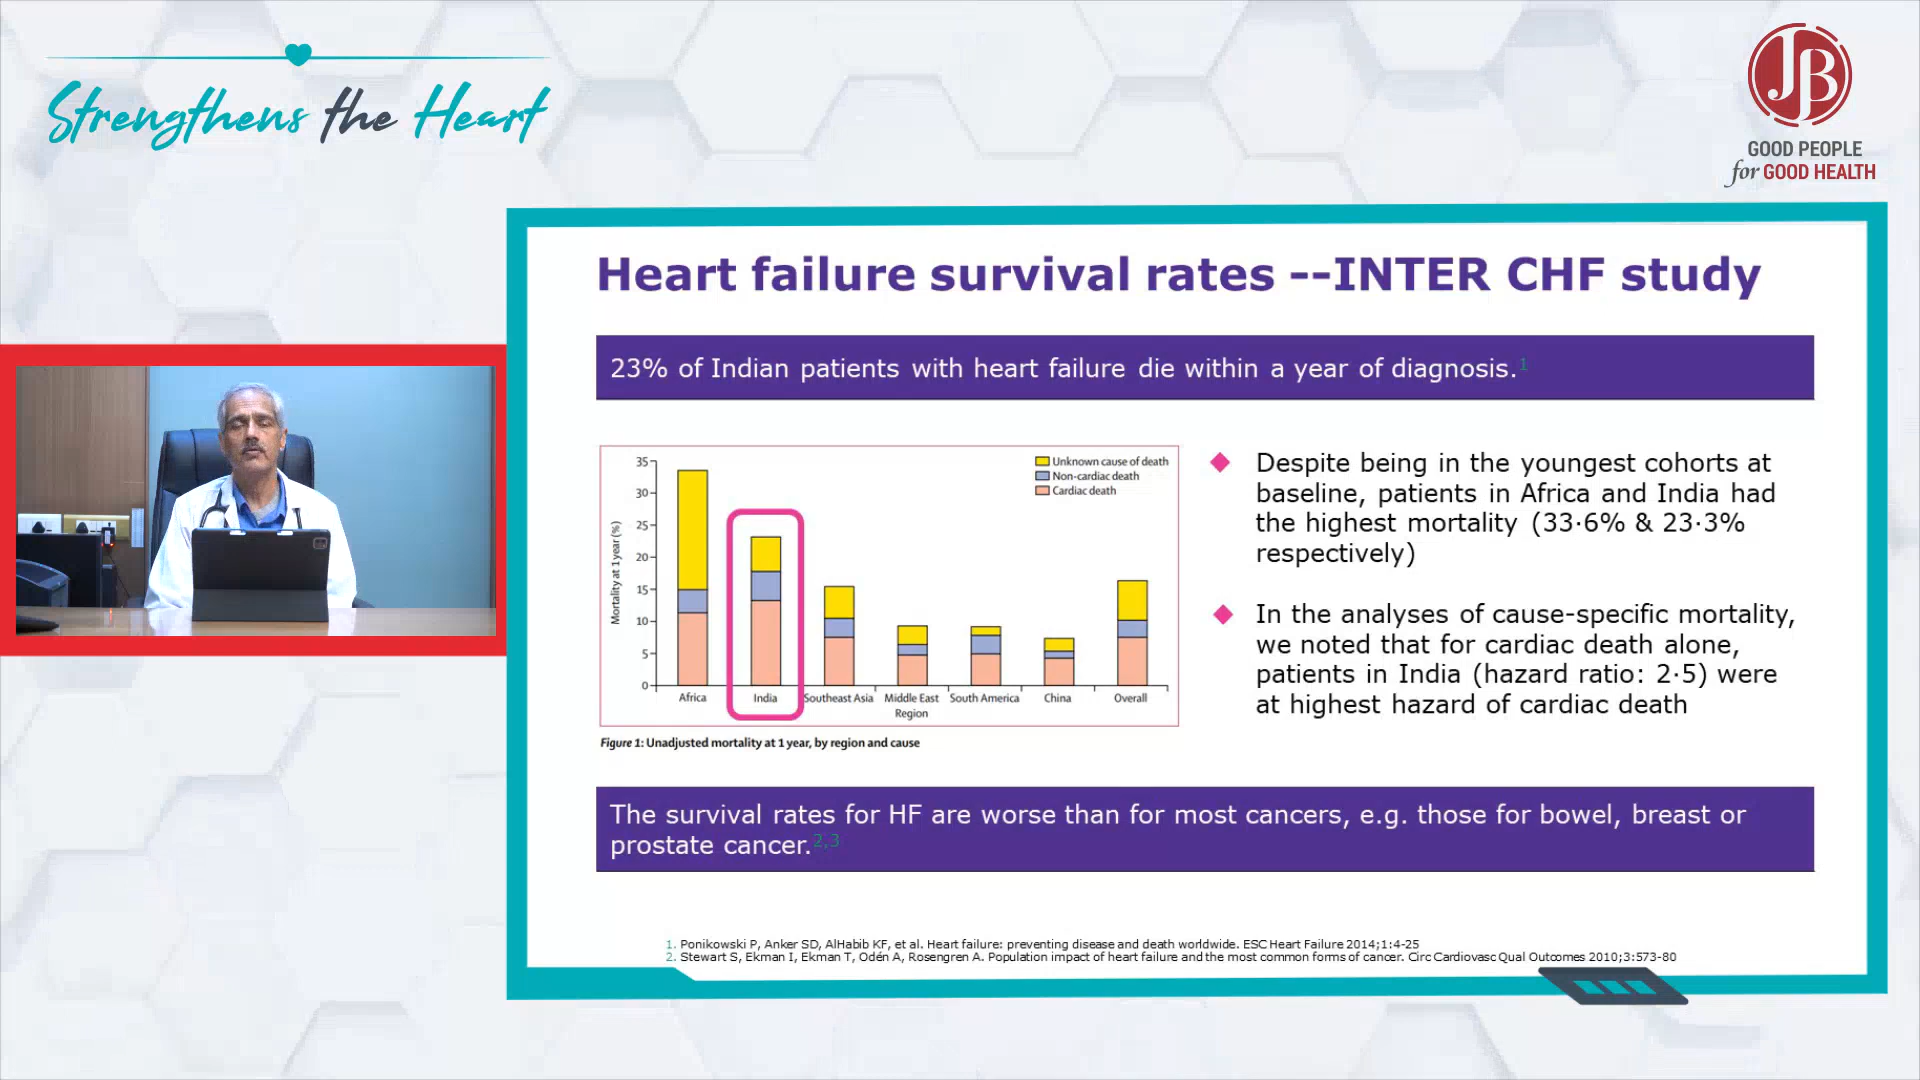 Strengthens the Heart
JB
GOOD PEOPLE
for GOOD HEALTH
Heart failure survival rates --INTER CHF study
23% of Indian patients with heart failure die within a year of diagnosis.1
35
30
25
20
15
10
5
0
Mortality at 1 year (%)
Unknown cause of death
Non-cardiac death
Cardiac death
Africa
India
Southeast Asia
Middle East
South America
China
Overall
Region
Figure 1: Unadjusted mortality at 1 year, by region and cause
Despite being in the youngest cohorts at
baseline, patients in Africa and India had
the highest mortality (33·6% & 23·3%
respectively)
In the analyses of cause-specific mortality,
we noted that for cardiac death alone,
patients in India (hazard ratio: 2·5) were
at highest hazard of cardiac death
The survival rates for HF are worse than for most cancers, e.g. those for bowel, breast or
prostate cancer.2,3
1. Ponikowski P, Anker SD, AlHabib KF, et al. Heart failure: preventing disease and death worldwide. ESC Heart Failure 2014;1:4-25
2. Stewart S, Ekman I, Ekman T, Odén A, Rosengren A. Population impact of heart failure and the most common forms of cancer. Circ Cardiovasc Qual Outcomes 2010;3:573-80